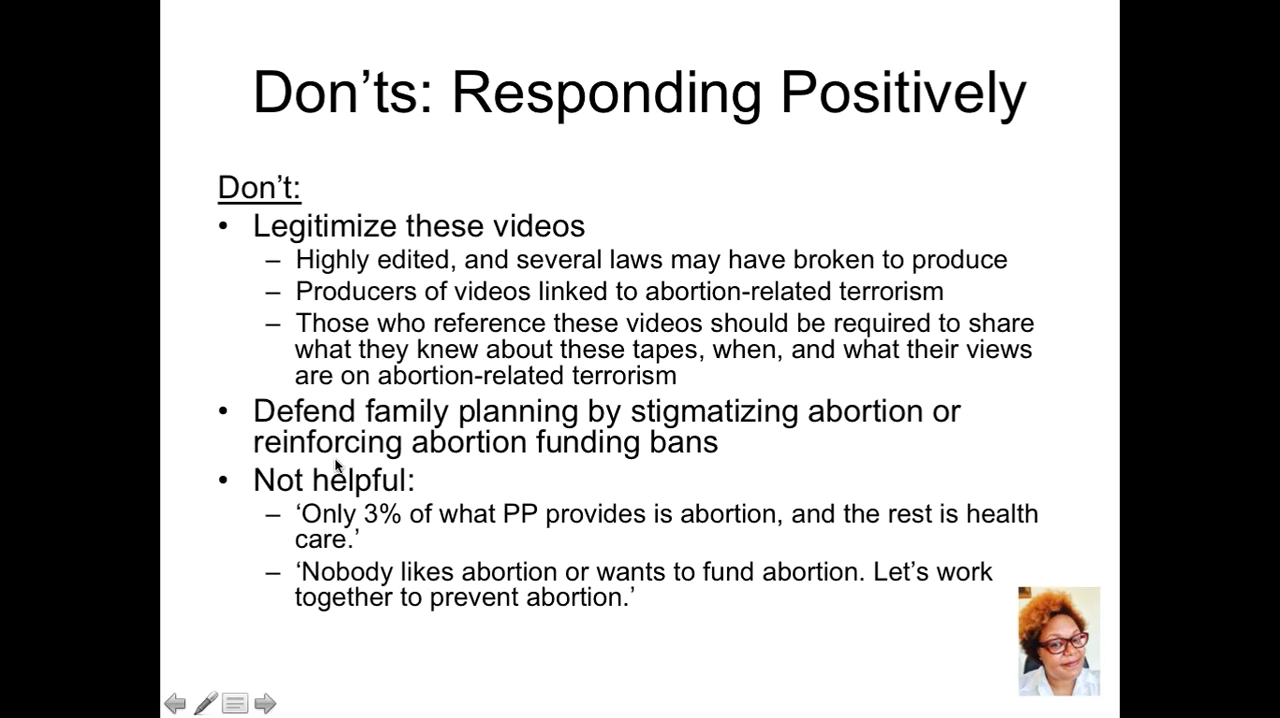 Don’ts: Responding Positively
Don’t:
• Legitimize these videos
– Highly edited, and several laws may have broken to produce
– Producers of videos linked to abortion-related terrorism
– Those who reference these videos should be required to share
what they knew about these tapes, when, and what their views
are on abortion-related terrorism
• Defend family planning by stigmatizing abortion or
reinforcing abortion funding bans
• Not helpful:
– ‘Only 3% of what PP provides is abortion, and the rest is health
care.’
– ‘Nobody likes abortion or wants to fund abortion. Let’s work
together to prevent abortion.’